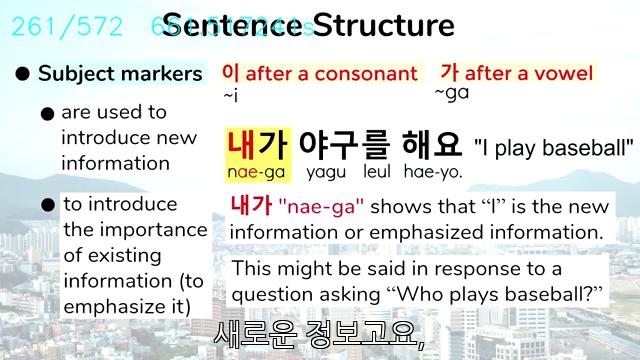 Sentence Structure
261/572
● Subject markers
이 after a consonant
~i
가 after a vowel
~ga
● are used to
introduce new
information
내가 야구를 해요 "I play baseball"
nae-ga yagu leul hae-yo.
● to introduce
the importance
of existing
information (to
emphasize it)
내가 "nae-ga" shows that “I” is the new
information or emphasized information.
This might be said in response to a
question asking “Who plays baseball?”
새로운 정보고요,